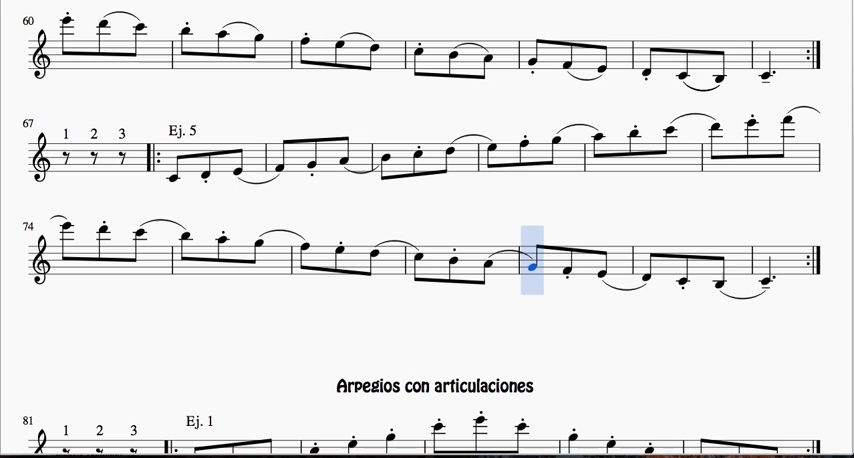 60
67
1 2 3
Ej. 5
74
Arpegios con articulaciones
81
1 2 3
Ej. 1